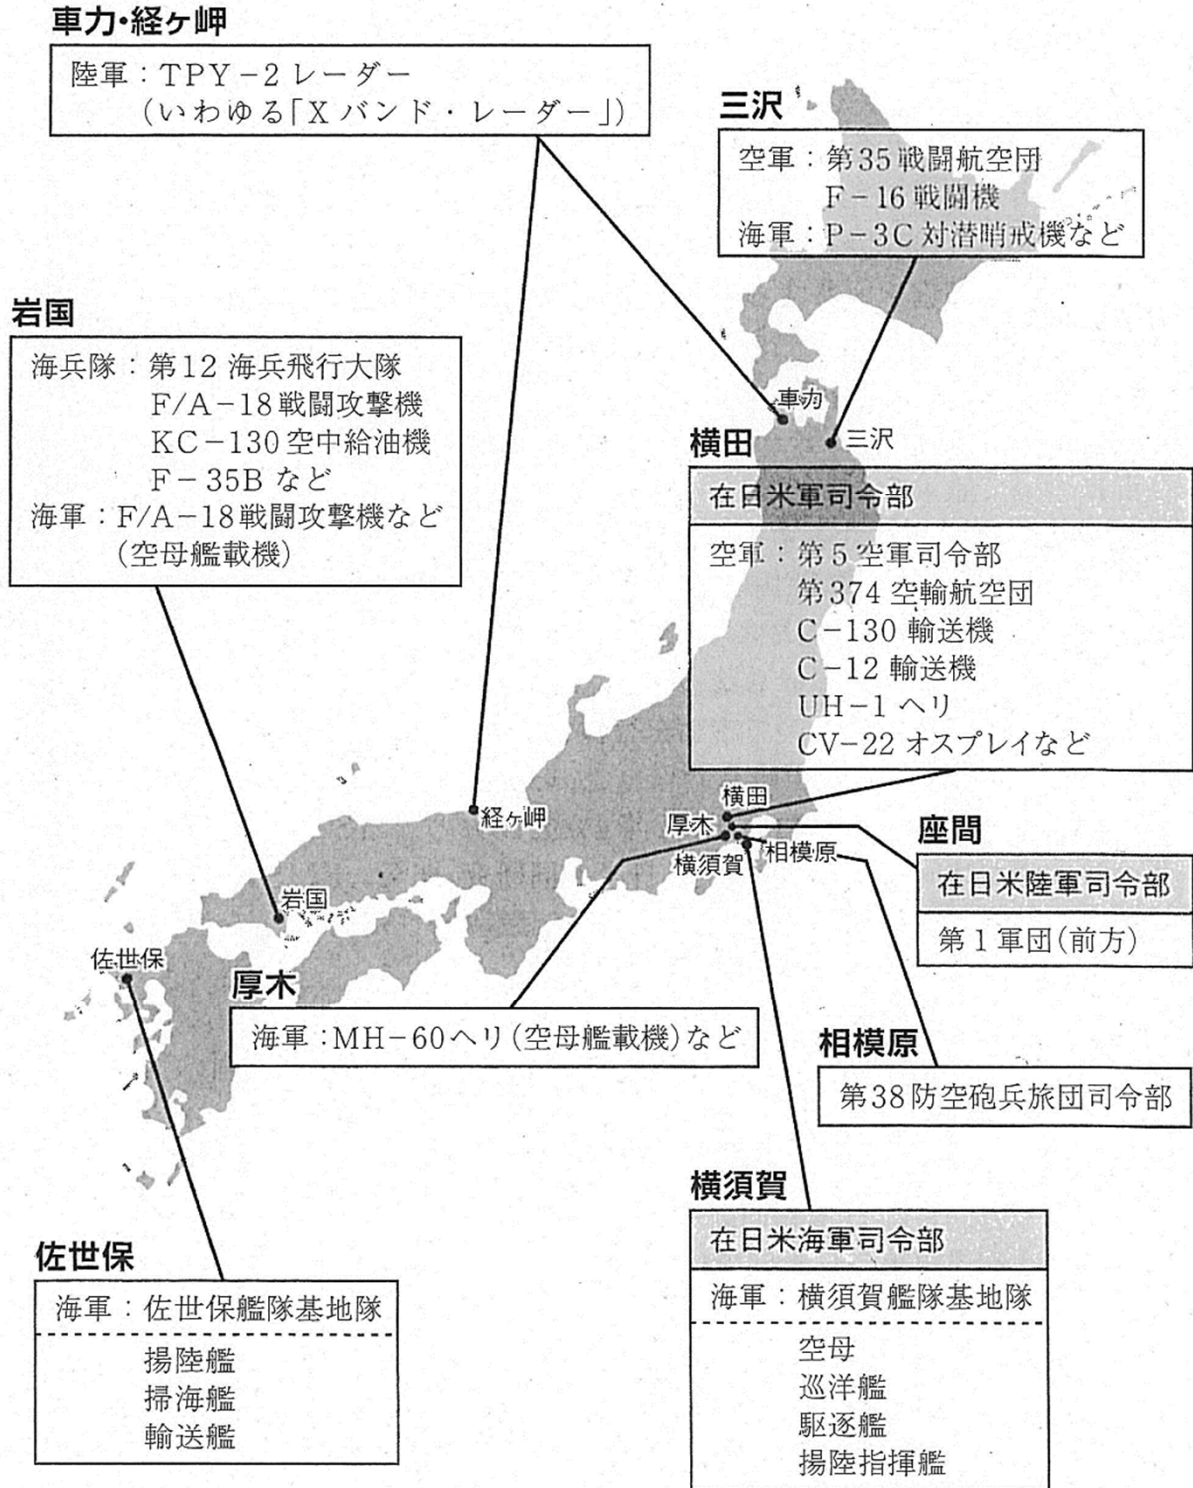 車力・経ヶ岬
陸軍：TPY－2レーダー
（いわゆる「Xバンド・レーダー」）
三沢
空軍：第35戦闘航空団
F－16戦闘機
海軍：P－3C対潜哨戒機など
岩国
海兵隊：第12海兵飛行大隊
F/A－18戦闘攻撃機
KC－130空中給油機
F－35Bなど
海軍：F/A－18戦闘攻撃機など
（空母艦載機）
車力
三沢
横田
在日米軍司令部
空軍：第5空軍司令部
第374空輸航空団
C－130輸送機
C－12輸送機
UH－1ヘリ
CV－22オスプレイなど
経ヶ岬
横田
厚木
横須賀
相模原
岩国
佐世保
座間
在日米陸軍司令部
第1軍団（前方）
厚木
海軍：MH－60ヘリ（空母艦載機）など
相模原
第38防空砲兵旅団司令部
横須賀
在日米海軍司令部
海軍：横須賀艦隊基地隊
空母
巡洋艦
駆逐艦
揚陸指揮艦
佐世保
海軍：佐世保艦隊基地隊
揚陸艦
掃海艦
輸送艦